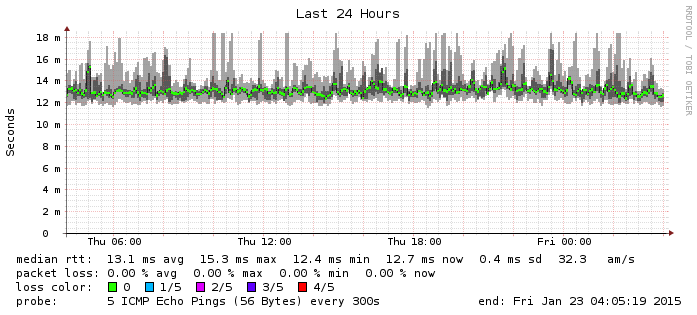 Last 24 Hours
RRDTOOL / TOBI OETIKER
Seconds
18 m
16 m
14 m
12 m
10 m
8 m
6 m
4 m
2 m
0
Thu 06:00 Thu 12:00 Thu 18:00 Fri 00:00
median rtt: 13.1 ms avg 15.3 ms max 12.4 ms min 12.7 ms now 0.4 ms sd 32.3 am/s
packet loss: 0.00 % avg 0.00 % max 0.00 % min 0.00 % now
loss color: 0 1/5 2/5 3/5 4/5
probe: 5 ICMP Echo Pings (56 Bytes) every 300s end: Fri Jan 23 04:05:19 2015